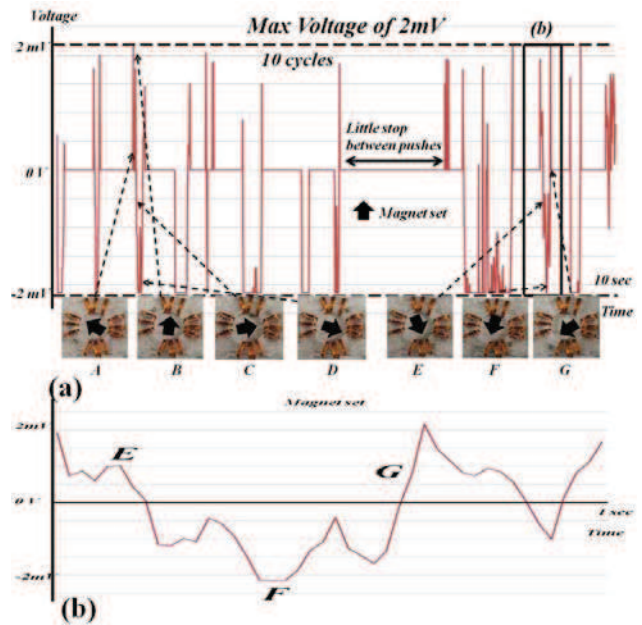 Voltage
Max Voltage of 2mV
(b)
2 mV
10 cycles
Little stop
between pushes
0 V
Magnet set
-2 mV
10 sec
Time
A B C D E F G
(a)
Magnet set
2mV
E
G
0 V
1 sec
Time
-2mV
F
(b)